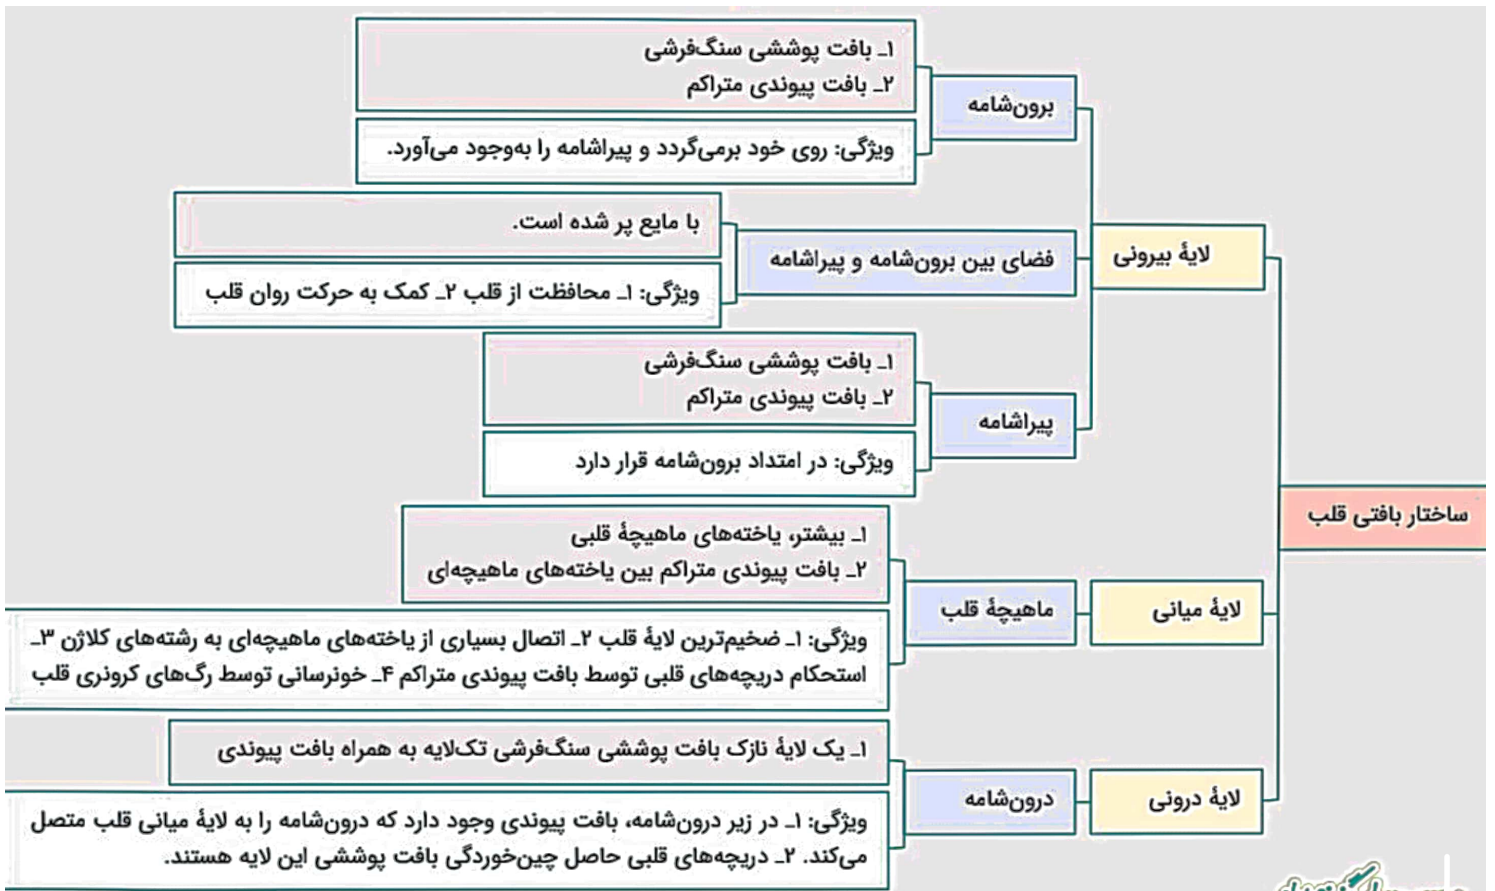 ساختار بافتی قلب
لایهٔ بیرونی
برون‌شامه
۱ـ بافت پوششی سنگ‌فرشی
۲ـ بافت پیوندی متراکم
ویژگی: روی خود برمی‌گردد و پیراشامه را به‌وجود می‌آورد.
فضای بین برون‌شامه و پیراشامه
با مایع پر شده است.
ویژگی: ۱ـ محافظت از قلب ۲ـ کمک به حرکت روان قلب
پیراشامه
۱ـ بافت پوششی سنگ‌فرشی
۲ـ بافت پیوندی متراکم
ویژگی: در امتداد برون‌شامه قرار دارد
لایهٔ میانی
ماهیچهٔ قلب
۱ـ بیشتر، یاخته‌های ماهیچهٔ قلبی
۲ـ بافت پیوندی متراکم بین یاخته‌های ماهیچه‌ای
ویژگی: ۱ـ ضخیم‌ترین لایهٔ قلب ۲ـ اتصال بسیاری از یاخته‌های ماهیچه‌ای به رشته‌های کلاژن ۳ـ
استحکام دریچه‌های قلبی توسط بافت پیوندی متراکم ۴ـ خونرسانی توسط رگ‌های کرونری قلب
لایهٔ درونی
درون‌شامه
۱ـ یک لایهٔ نازک بافت پوششی سنگ‌فرشی تک‌لایه به همراه بافت پیوندی
ویژگی: ۱ـ در زیر درون‌شامه، بافت پیوندی وجود دارد که درون‌شامه را به لایهٔ میانی قلب متصل
می‌کند. ۲ـ دریچه‌های قلبی حاصل چین‌خوردگی بافت پوششی این لایه هستند.